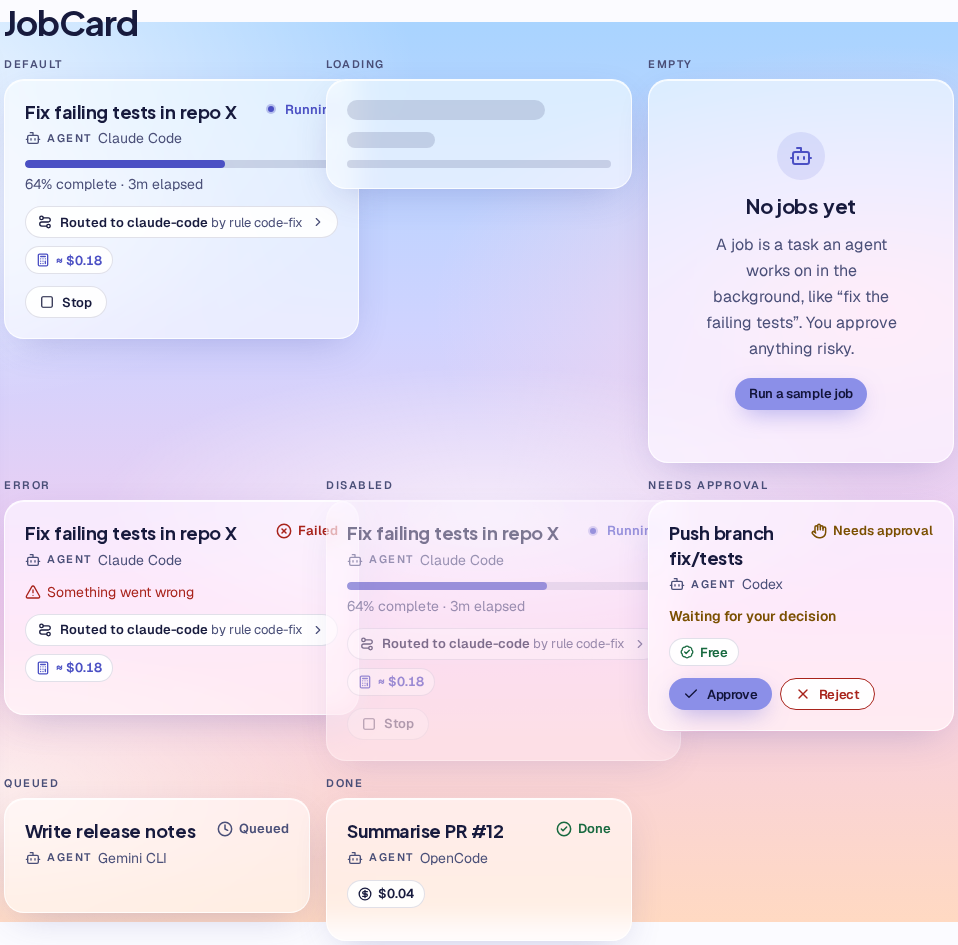 JobCard
DEFAULT
Fix failing tests in repo X
AGENT Claude Code
64% complete · 3m elapsed
Routed to claude-code by rule code-fix
≈ $0.18
Stop
LOADING
EMPTY
No jobs yet
A job is a task an agent
works on in the
background, like “fix the
failing tests”. You approve
anything risky.
Run a sample job
ERROR
Fix failing tests in repo X
Failed
AGENT Claude Code
Something went wrong
Routed to claude-code by rule code-fix
≈ $0.18
DISABLED
Fix failing tests in repo X
AGENT Claude Code
64% complete · 3m elapsed
Routed to claude-code by rule code-fix
≈ $0.18
Stop
NEEDS APPROVAL
Push branch
fix/tests
Needs approval
AGENT Codex
Waiting for your decision
Free
Approve
Reject
QUEUED
Write release notes
Queued
AGENT Gemini CLI
DONE
Summarise PR #12
Done
AGENT OpenCode
$0.04